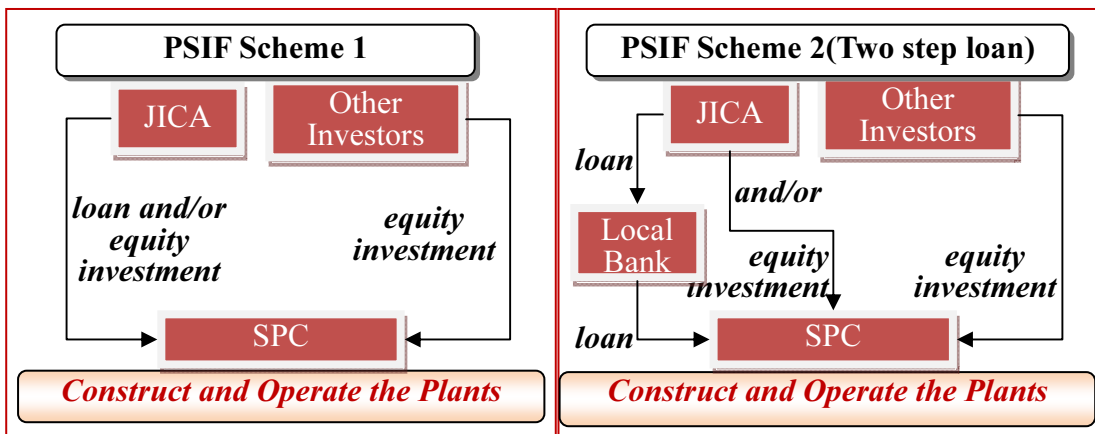 PSIF Scheme 1
JICA
Other
Investors
loan and/or
equity
investment
equity
investment
SPC
Construct and Operate the Plants
PSIF Scheme 2(Two step loan)
JICA
Other
Investors
loan
and/or
Local
Bank
equity
investment
equity
investment
loan
SPC
Construct and Operate the Plants